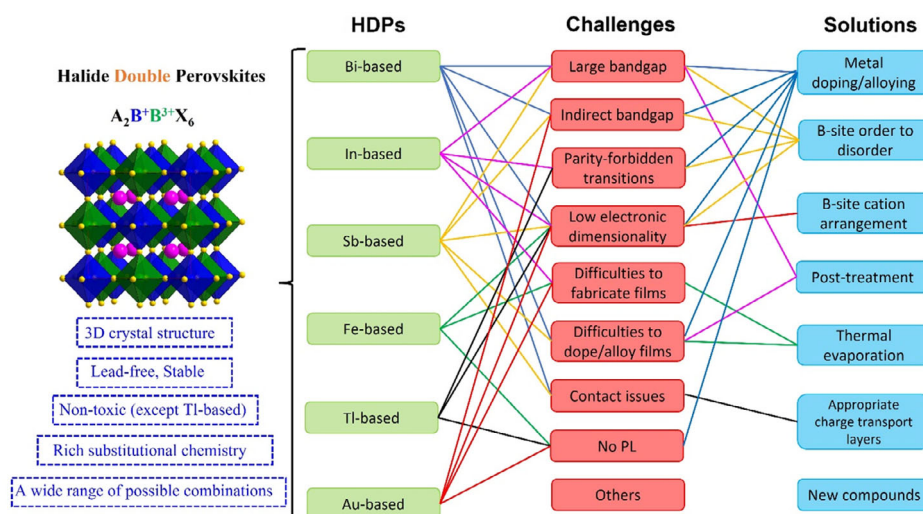 Halide Double Perovskites
A₂B⁺B³⁺X₆
3D crystal structure
Lead-free, Stable
Non-toxic (except Tl-based)
Rich substitutional chemistry
A wide range of possible combinations
HDPs
Bi-based
In-based
Sb-based
Fe-based
Tl-based
Au-based
Challenges
Large bandgap
Indirect bandgap
Parity-forbidden
transitions
Low electronic
dimensionality
Difficulties to
fabricate films
Difficulties to
dope/alloy films
Contact issues
No PL
Others
Solutions
Metal
doping/alloying
B-site order to
disorder
B-site cation
arrangement
Post-treatment
Thermal
evaporation
Appropriate
charge transport
layers
New compounds